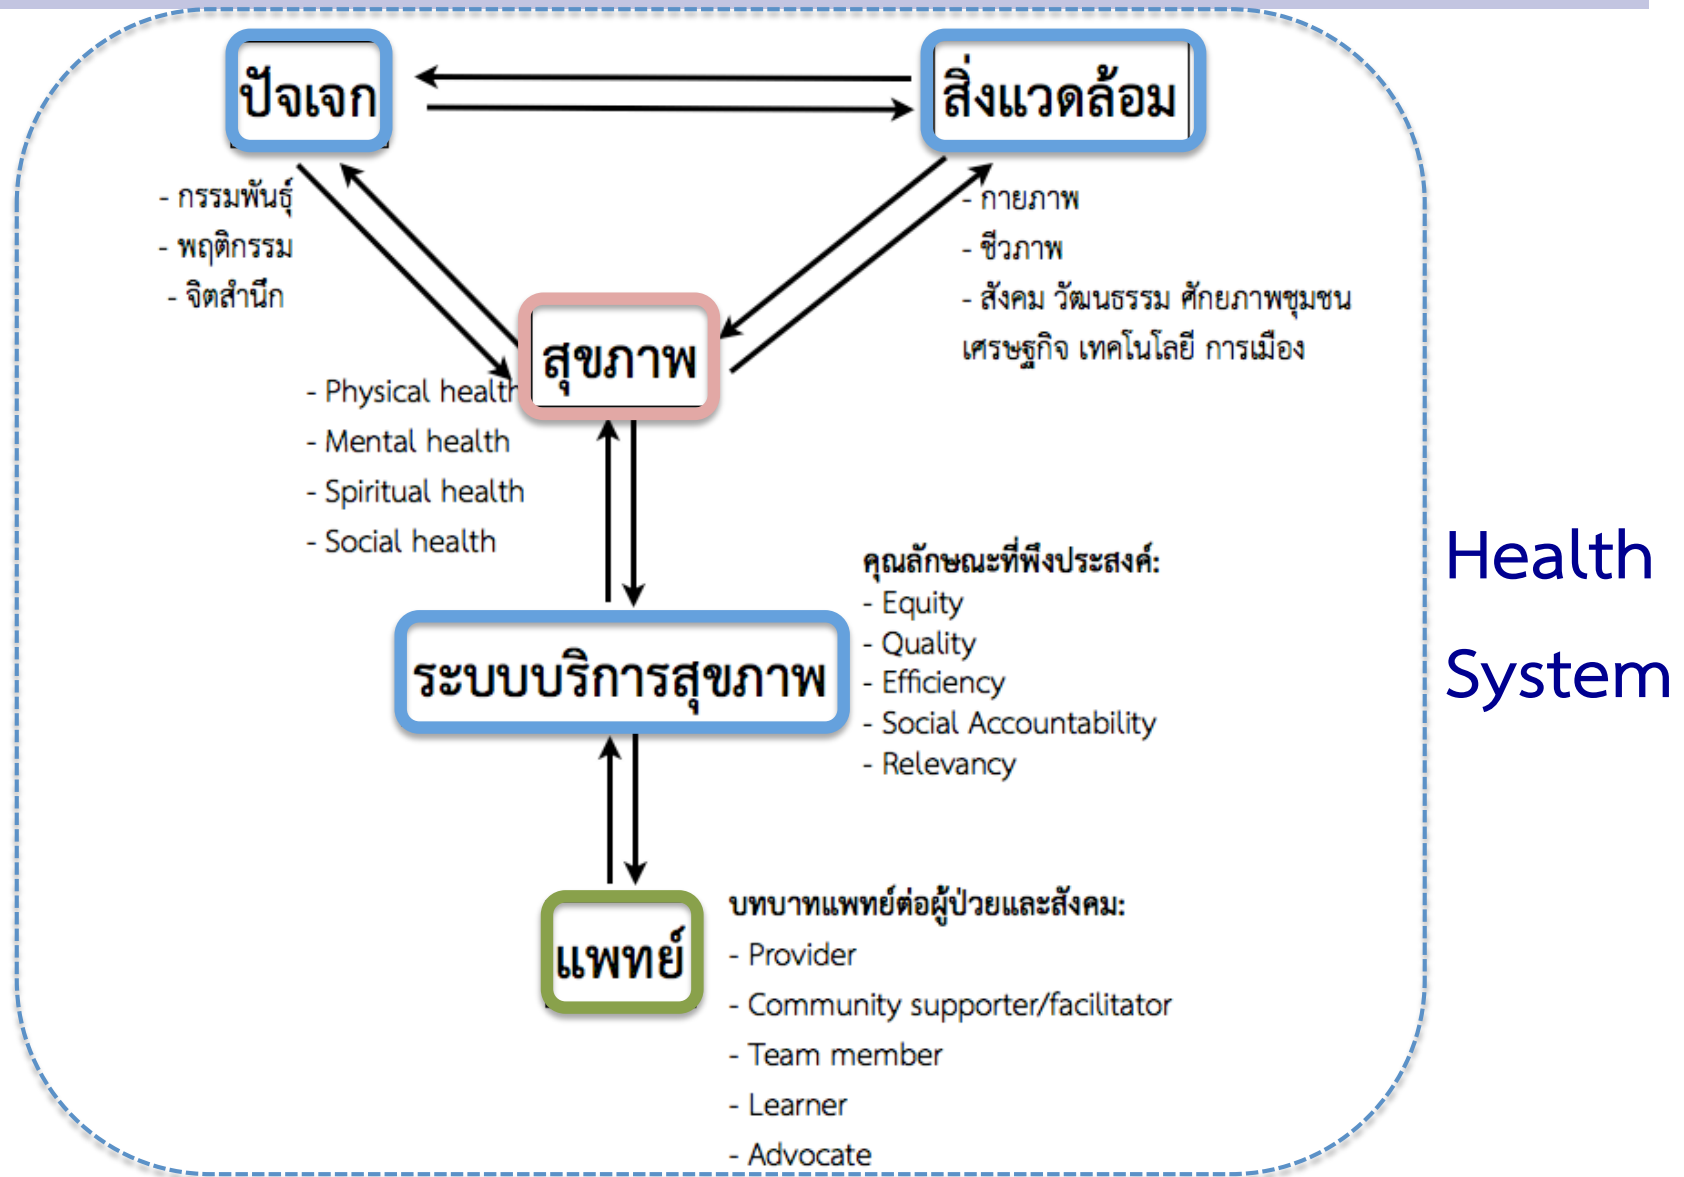 ปัจเจก
สิ่งแวดล้อม
- กรรมพันธุ์
- พฤติกรรม
- จิตสำนึก
- กายภาพ
- ชีวภาพ
- สังคม วัฒนธรรม ศักยภาพชุมชน
เศรษฐกิจ เทคโนโลยี การเมือง
สุขภาพ
- Physical health
- Mental health
- Spiritual health
- Social health
ระบบบริการสุขภาพ
คุณลักษณะที่พึงประสงค์:
- Equity
- Quality
- Efficiency
- Social Accountability
- Relevancy
แพทย์
บทบาทแพทย์ต่อผู้ป่วยและสังคม:
- Provider
- Community supporter/facilitator
- Team member
- Learner
- Advocate
Health
System